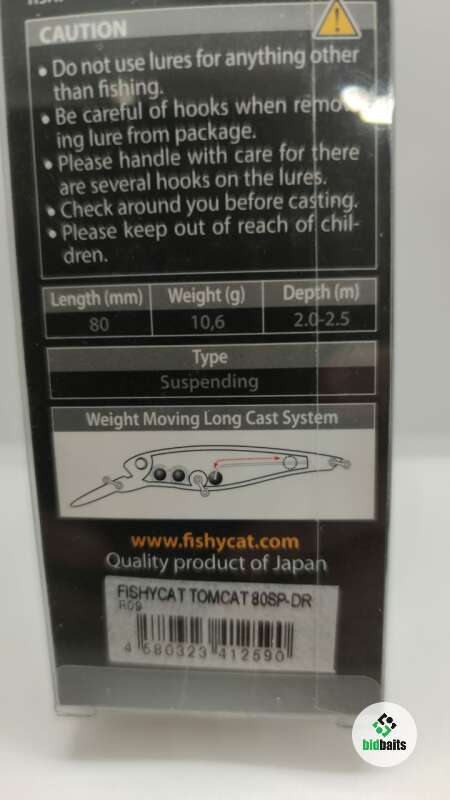 CAUTION
• Do not use lures for anything other
than fishing.
• Be careful of hooks when remov-
ing lure from package.
• Please handle with care for there
are several hooks on the lures.
• Check around you before casting.
• Please keep out of reach of chil-
dren.
Length (mm) Weight (g) Depth (m)
80 10,6 2.0-2.5
Type
Suspending
Weight Moving Long Cast System
www.fishycat.com
Quality product of Japan
FISHYCAT TOMCAT 80SP-DR
R09
4 580323 412590
bidbaits